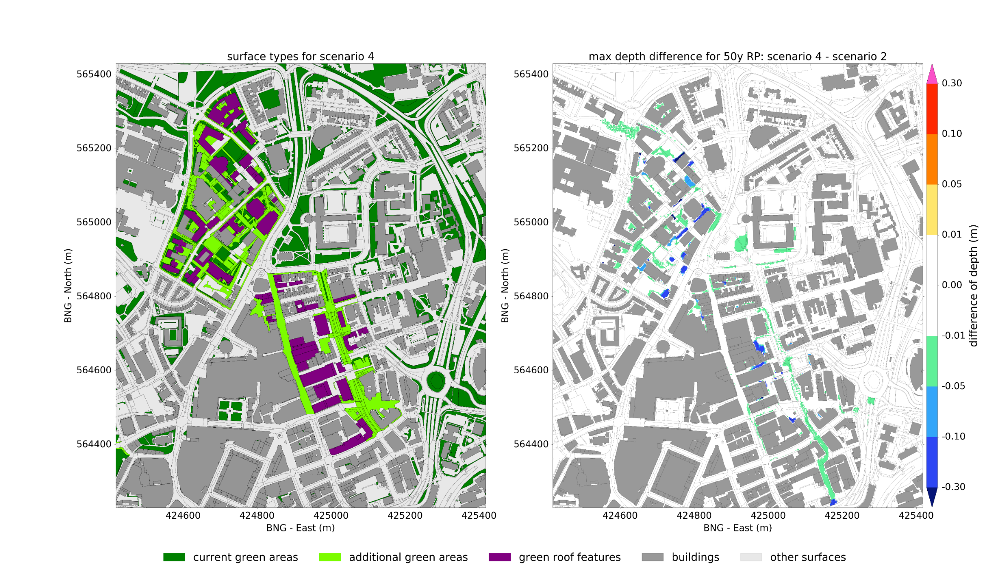 surface types for scenario 4
565400
565200
565000
564800
564600
564400
BNG - North (m)
424600 424800 425000 425200 425400
BNG - East (m)
max depth difference for 50y RP: scenario 4 - scenario 2
565400
565200
565000
564800
564600
564400
BNG - North (m)
424600 424800 425000 425200 425400
BNG - East (m)
0.30
0.10
0.05
0.01
0.00
-0.01
-0.05
-0.10
-0.30
difference of depth (m)
current green areas additional green areas green roof features buildings other surfaces